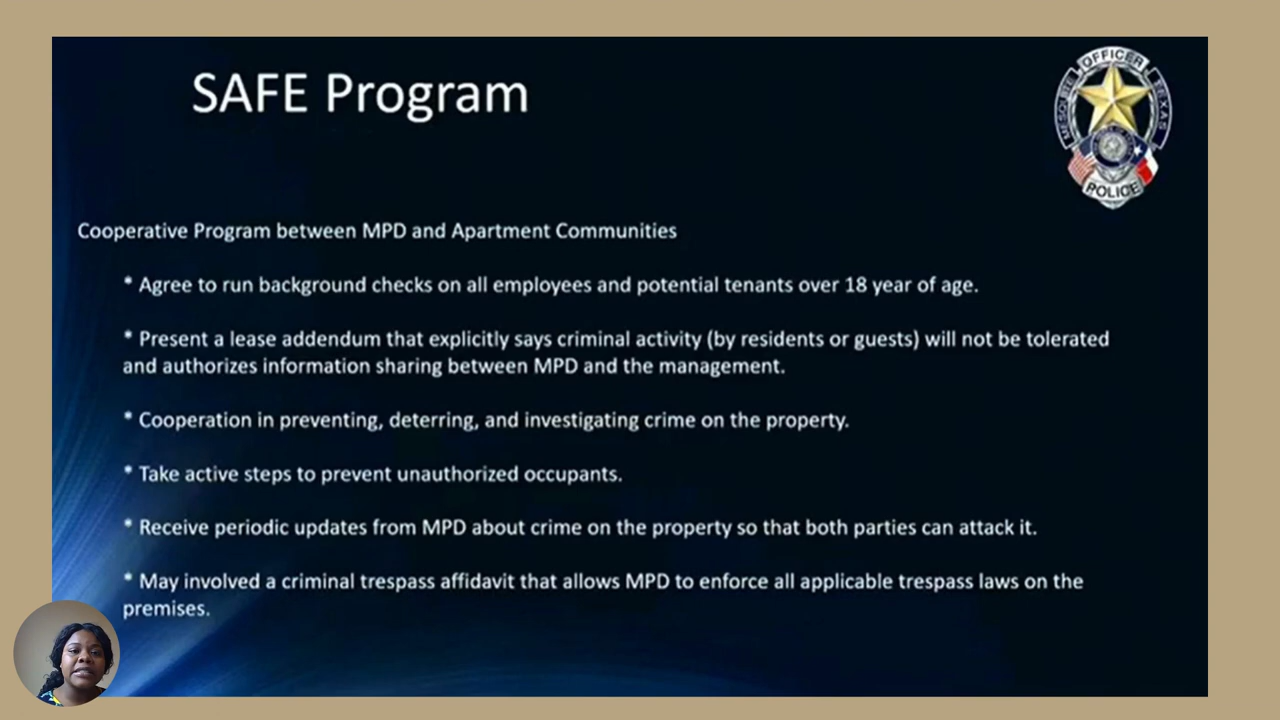 SAFE Program
OFFICER
MESQUITE
TEXAS
POLICE
Cooperative Program between MPD and Apartment Communities
* Agree to run background checks on all employees and potential tenants over 18 year of age.
* Present a lease addendum that explicitly says criminal activity (by residents or guests) will not be tolerated
and authorizes information sharing between MPD and the management.
* Cooperation in preventing, deterring, and investigating crime on the property.
* Take active steps to prevent unauthorized occupants.
* Receive periodic updates from MPD about crime on the property so that both parties can attack it.
* May involved a criminal trespass affidavit that allows MPD to enforce all applicable trespass laws on the
premises.